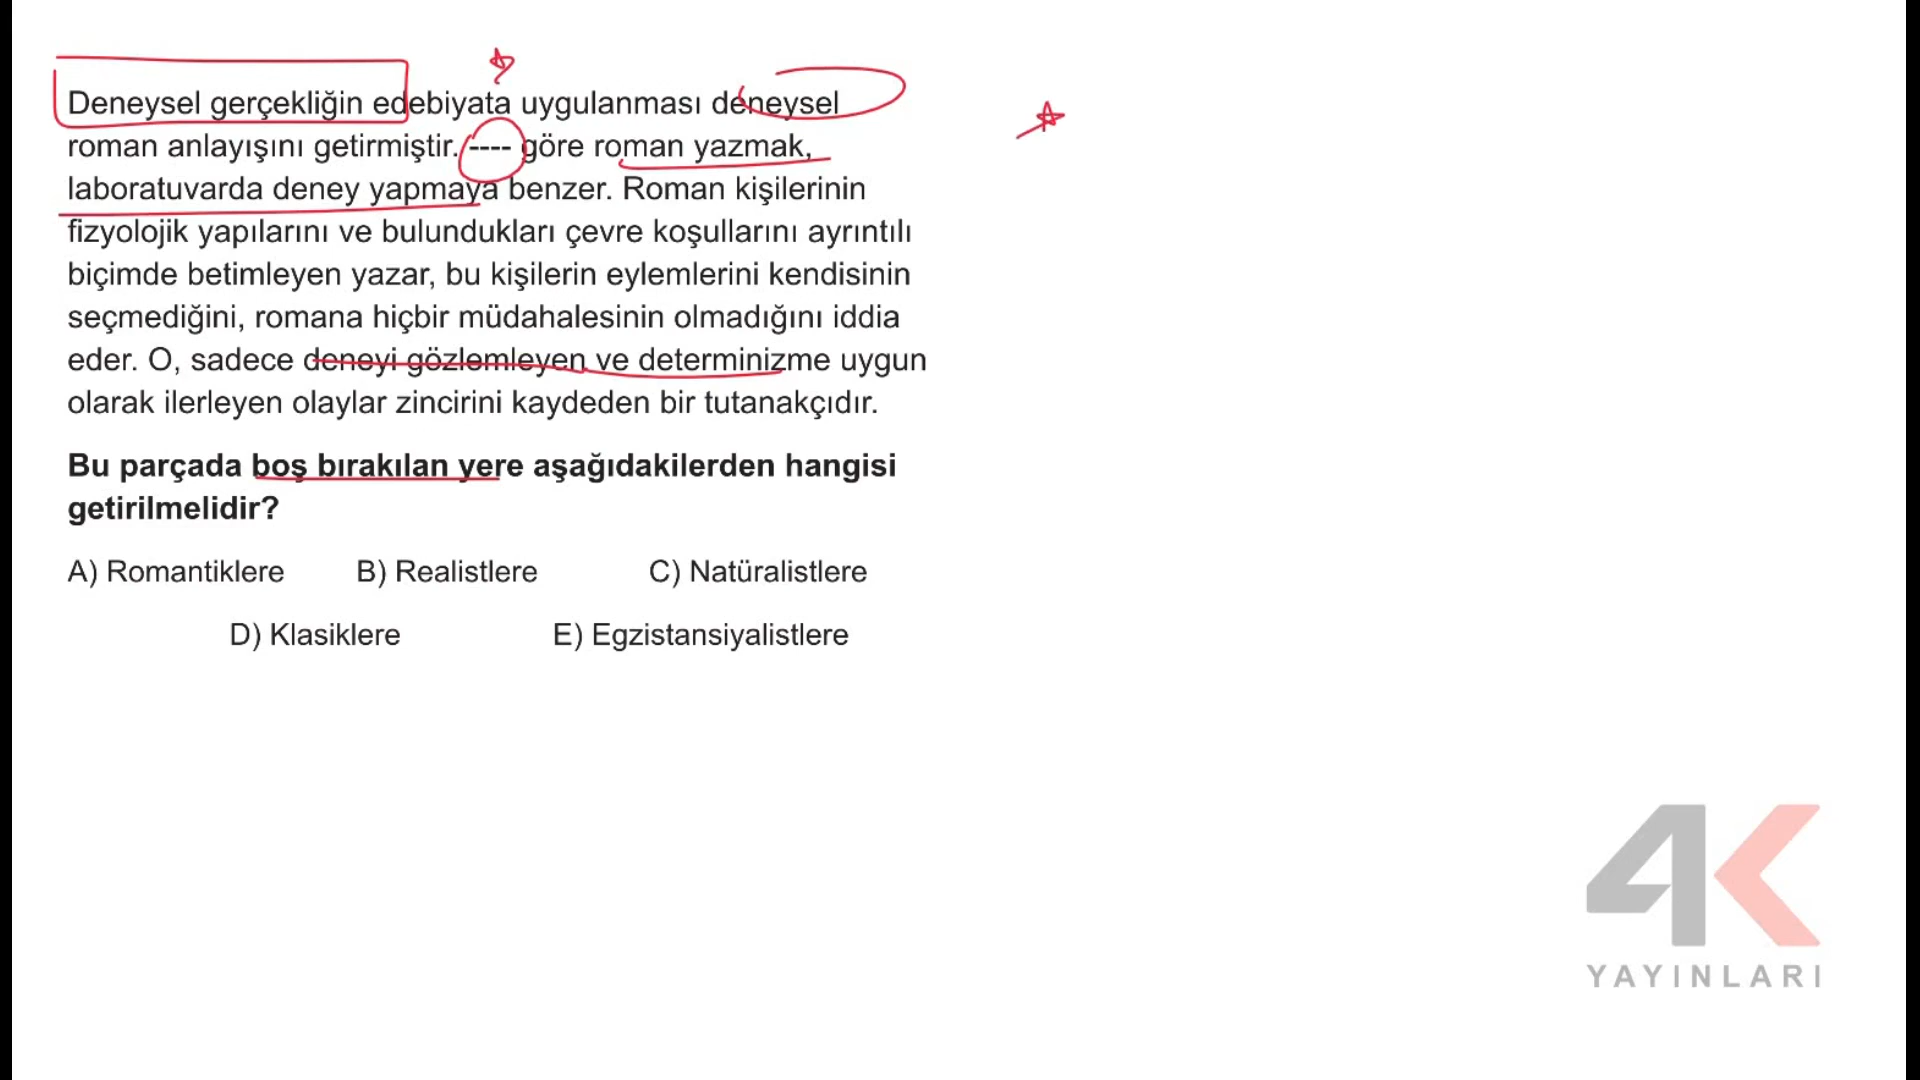 Deneysel gerçekliğin edebiyata uygulanması deneysel
roman anlayışını getirmiştir. ---- göre roman yazmak,
laboratuvarda deney yapmaya benzer. Roman kişilerinin
fizyolojik yapılarını ve bulundukları çevre koşullarını ayrıntılı
biçimde betimleyen yazar, bu kişilerin eylemlerini kendisinin
seçmediğini, romana hiçbir müdahalesinin olmadığını iddia
eder. O, sadece deneyi gözlemleyen ve determinizme uygun
olarak ilerleyen olaylar zincirini kaydeden bir tutanakçıdır.
Bu parçada boş bırakılan yere aşağıdakilerden hangisi
getirilmelidir?
A) Romantiklere B) Realistlere C) Natüralistlere
D) Klasiklere E) Egzistansiyalistlere
4K
YAYINLARI